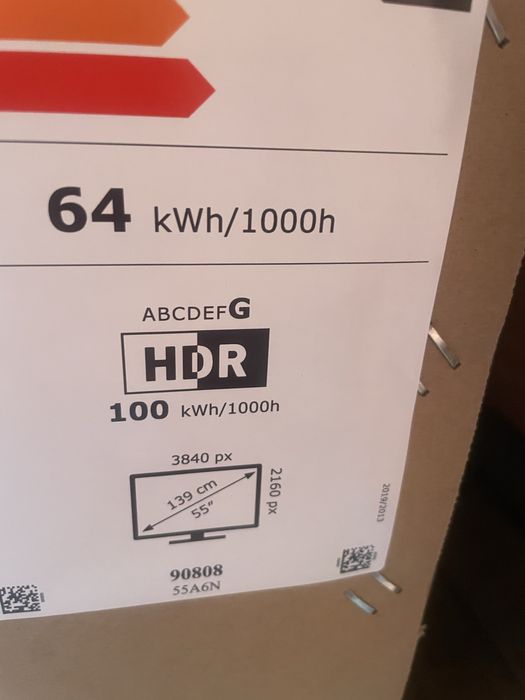 64 kWh/1000h
ABCDEFG
HDR
100 kWh/1000h
3840 px
2160 px
139 cm
55"
2019/2013
90808
55A6N